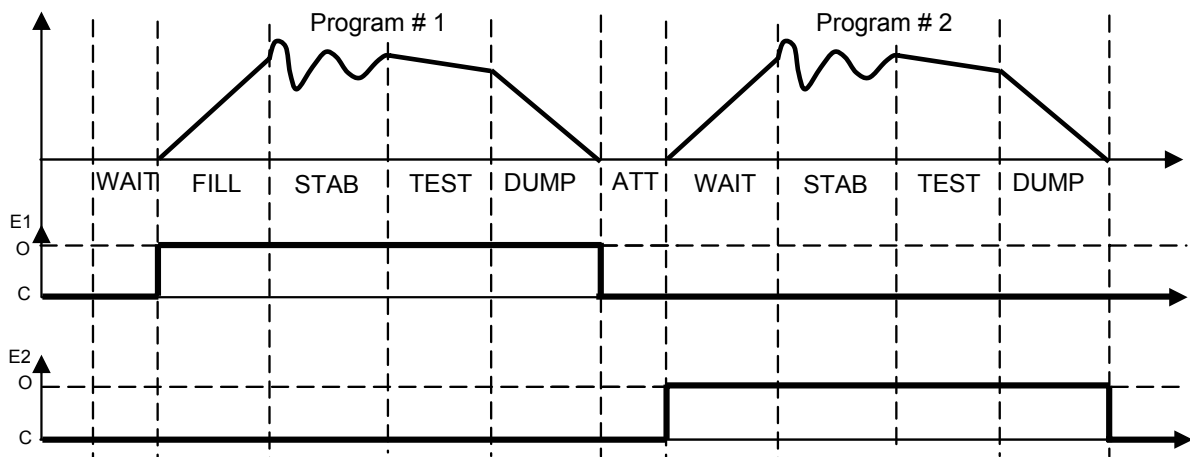 Program # 1 Program # 2
WAIT FILL STAB TEST DUMP ATT WAIT STAB TEST DUMP
E1
O
C
E2
O
C